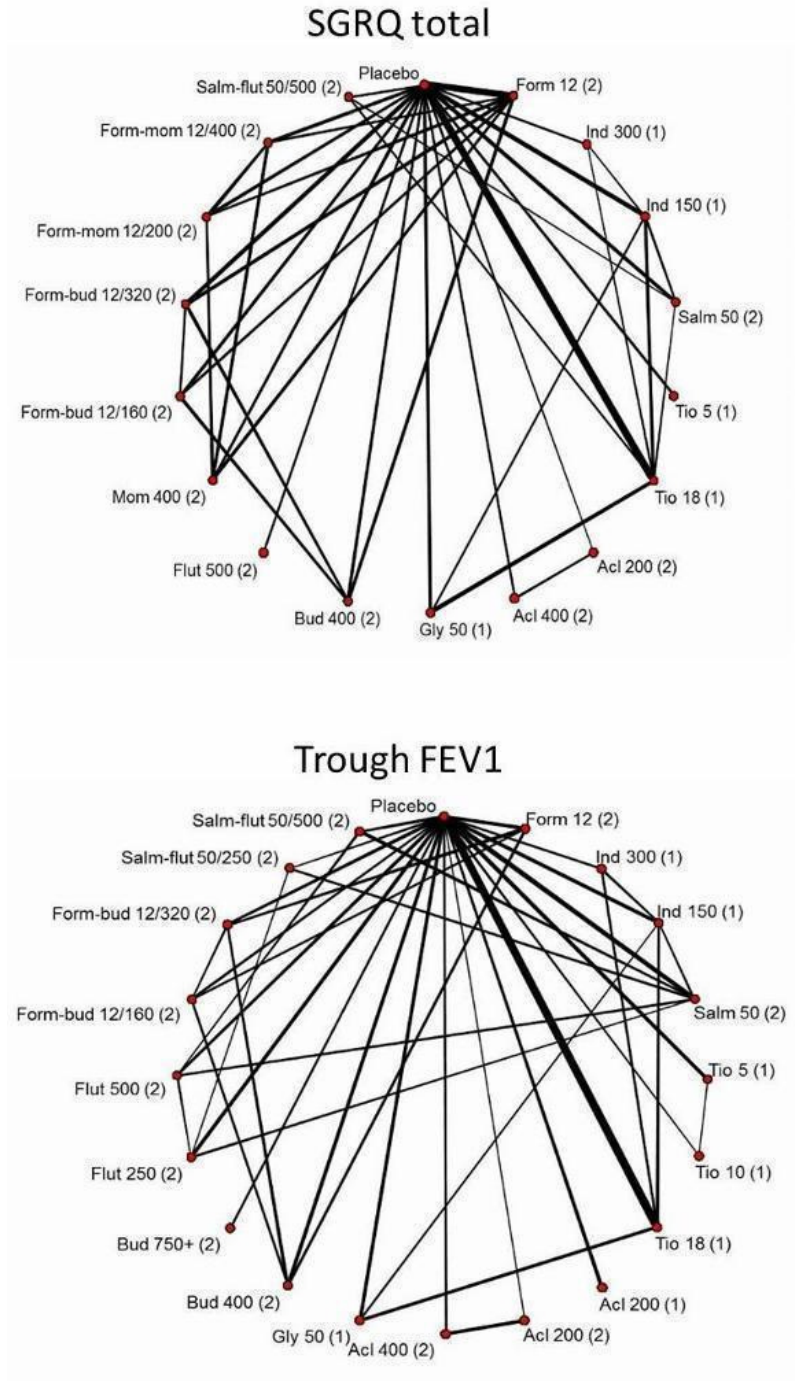 SGRQ total
Placebo
Form 12 (2)
Salm-flut 50/500 (2)
Ind 300 (1)
Form-mom 12/400 (2)
Ind 150 (1)
Form-mom 12/200 (2)
Form-bud 12/320 (2)
Salm 50 (2)
Form-bud 12/160 (2)
Tio 5 (1)
Mom 400 (2)
Tio 18 (1)
Flut 500 (2)
Acl 200 (2)
Bud 400 (2)
Gly 50 (1)
Acl 400 (2)
Trough FEV1
Placebo
Form 12 (2)
Salm-flut 50/500 (2)
Salm-flut 50/250 (2)
Ind 300 (1)
Form-bud 12/320 (2)
Ind 150 (1)
Form-bud 12/160 (2)
Salm 50 (2)
Flut 500 (2)
Tio 5 (1)
Flut 250 (2)
Tio 10 (1)
Bud 750+ (2)
Tio 18 (1)
Bud 400 (2)
Acl 200 (1)
Gly 50 (1)
Acl 400 (2)
Acl 200 (2)